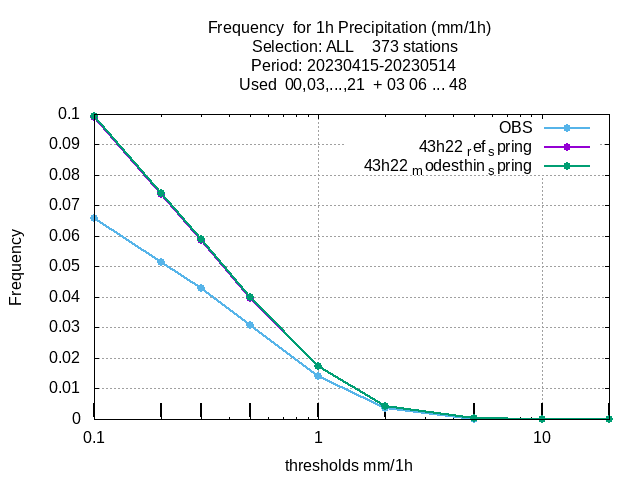 Frequency  for 1h Precipitation (mm/1h)
Selection: ALL    373 stations
Period: 20230415-20230514
Used  00,03,...,21  + 03 06 ... 48
OBS
43h22 ref spring
43h22 modesthin spring
0.1
0.09
0.08
0.07
0.06
0.05
0.04
0.03
0.02
0.01
0
Frequency
0.1
1
10
thresholds mm/1h